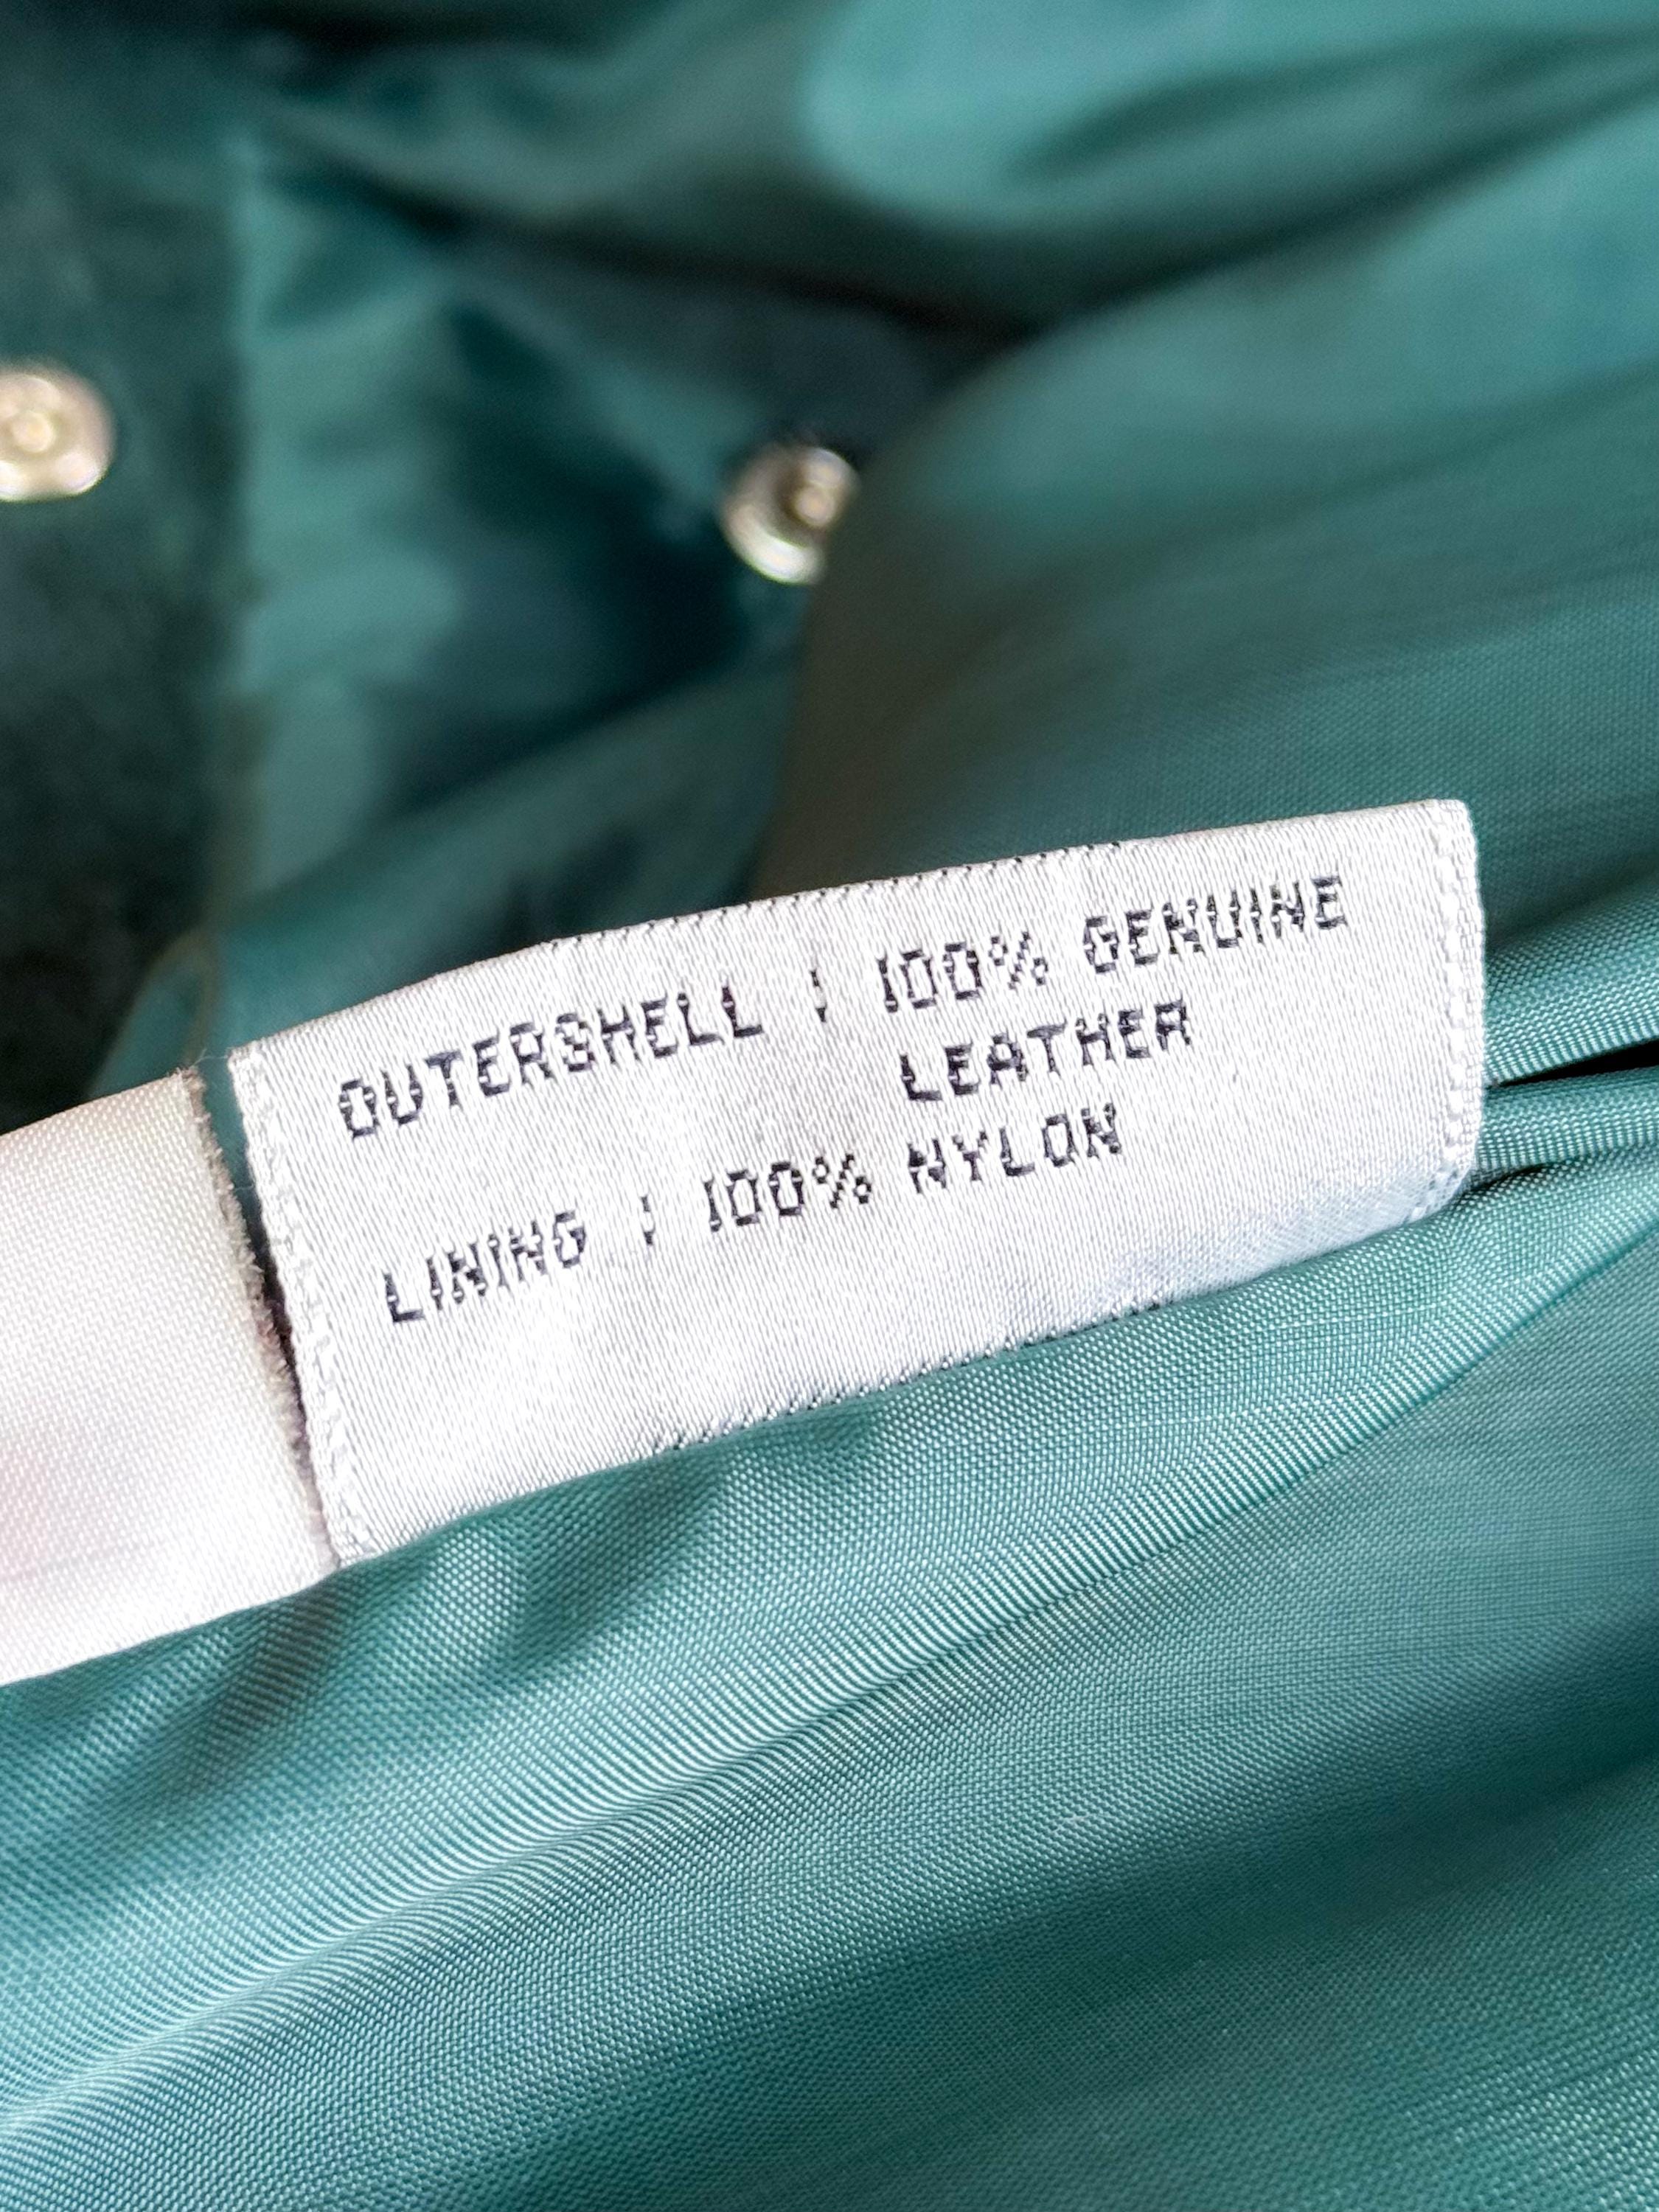 OUTERSHELL : 100% GENUINE
LEATHER
LINING : 100% NYLON